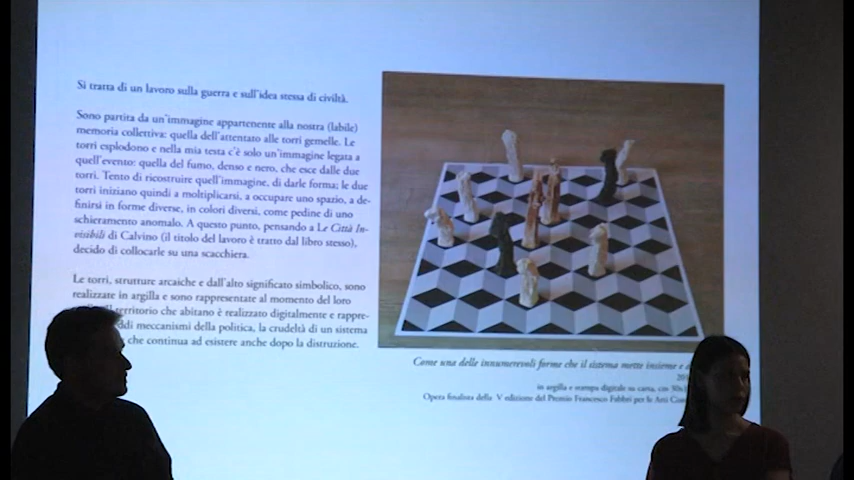 Si tratta di un lavoro sulla guerra e sull'idea stessa di civiltà.
Sono partita da un'immagine appartenente alla nostra (labile)
memoria collettiva: quella dell'attentato alle torri gemelle. Le
torri esplodono e nella mia testa c'è solo un'immagine legata a
quell'evento: quella del fumo, denso e nero, che esce dalle due
torri. Tento di ricostruire quell'immagine, di darle forma; le due
torri iniziano quindi a moltiplicarsi, a occupare uno spazio, a de-
finirsi in forme diverse, in colori diversi, come pedine di uno
schieramento anomalo. A questo punto, pensando a Le Città In-
visibili di Calvino (il titolo del lavoro è tratto dal libro stesso),
decido di collocarle su una scacchiera.
Le torri, strutture arcaiche e dall'alto significato simbolico, sono
realizzate in argilla e sono rappresentate al momento del loro
territorio che abitano è realizzato digitalmente e rappre-
meccanismi della politica, la crudeltà di un sistema
che continua ad esistere anche dopo la distruzione.
Come una delle innumerevoli forme che il sistema mette insieme e
in argilla e stampa digitale su carta, cm
Opera finalista della V edizione del Premio Francesco Fabbri per le Arti